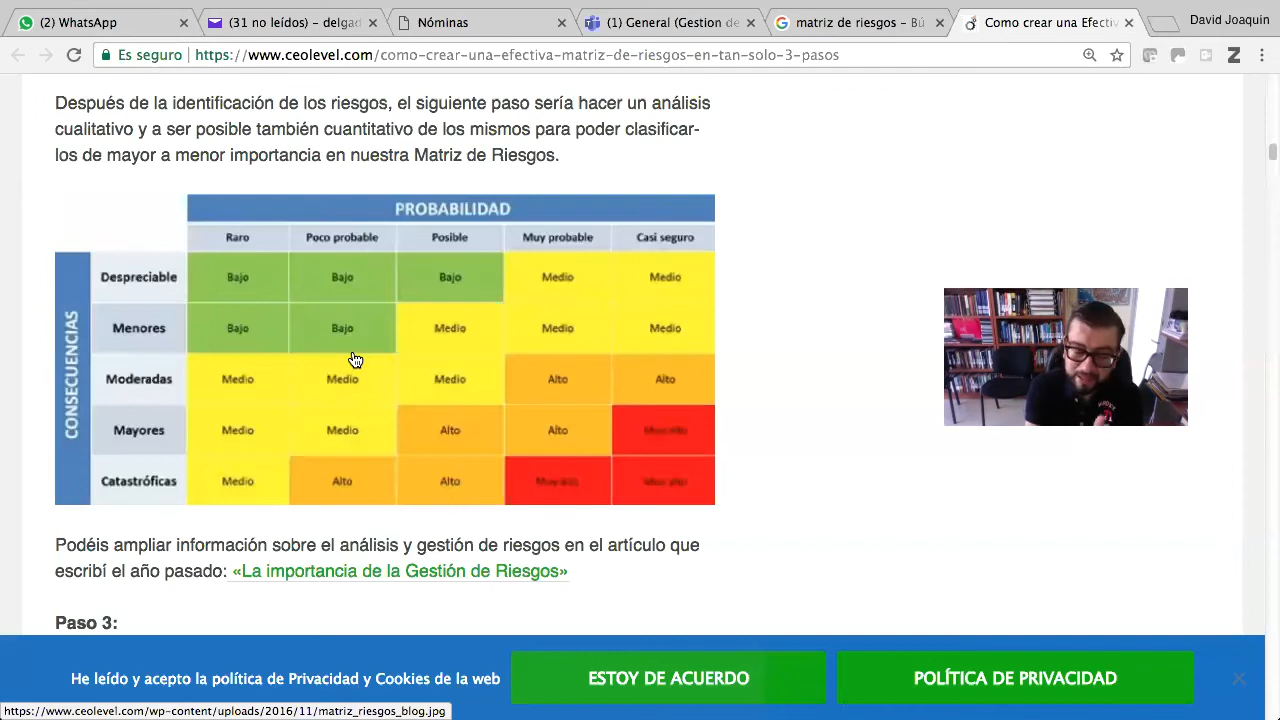 (2) WhatsApp
(31 no leídos) – delgad
Nóminas
(1) General (Gestion de
matriz de riesgos - Bú
Como crear una Efectiv
David Joaquin
Es seguro
https://www.ceolevel.com/como-crear-una-efectiva-matriz-de-riesgos-en-tan-solo-3-pasos
Después de la identificación de los riesgos, el siguiente paso sería hacer un análisis
cualitativo y a ser posible también cuantitativo de los mismos para poder clasificar-
los de mayor a menor importancia en nuestra Matriz de Riesgos.
PROBABILIDAD
Raro Poco probable Posible Muy probable Casi seguro
CONSECUENCIAS
Despreciable Bajo Bajo Bajo Medio Medio
Menores Bajo Bajo Medio Medio Medio
Moderadas Medio Medio Medio Alto Alto
Mayores Medio Medio Alto Alto Muy alto
Catastróficas Medio Alto Alto Muy alto Muy alto
Podéis ampliar información sobre el análisis y gestión de riesgos en el artículo que
escribí el año pasado: «La importancia de la Gestión de Riesgos»
Paso 3:
He leído y acepto la política de Privacidad y Cookies de la web
ESTOY DE ACUERDO
POLÍTICA DE PRIVACIDAD
https://www.ceolevel.com/wp-content/uploads/2016/11/matriz_riesgos_blog.jpg